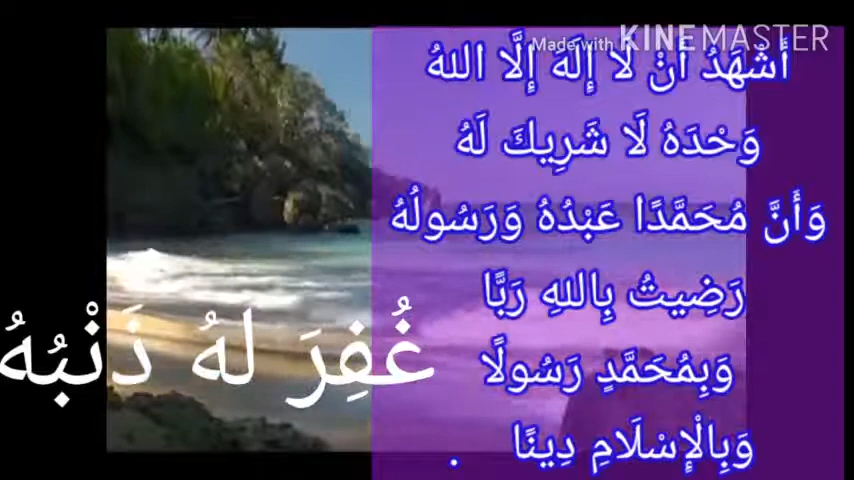 Made with KINEMASTER
أَشْهَدُ أَنْ لَا إِلَهَ إِلَّا اللهُ
وَحْدَهُ لَا شَرِيكَ لَهُ
وَأَنَّ مُحَمَّدًا عَبْدُهُ وَرَسُولُهُ
رَضِيتُ بِاللهِ رَبًّا
وَبِمُحَمَّدٍ رَسُولًا
وَبِالْإِسْلَامِ دِينًا .
غُفِرَ لَهُ ذَنْبُهُ